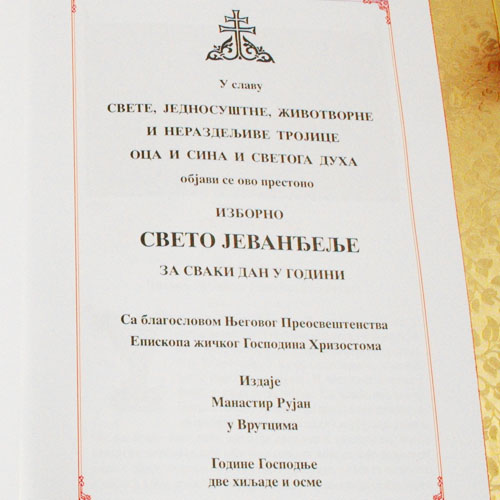 У славу
СВЕТЕ, ЈЕДНОСУШТНЕ, ЖИВОТВОРНЕ
И НЕРАЗДЕЉИВЕ ТРОЈИЦЕ
ОЦА И СИНА И СВЕТОГА ДУХА
објави се ово престоно
ИЗБОРНО
СВЕТО ЈЕВАНЂЕЉЕ
ЗА СВАКИ ДАН У ГОДИНИ
Са благословом Његовог Преосвештенства
Епископа жичког Господина Хризостома
Издаје
Манастир Рујан
у Врутцима
Године Господње
две хиљаде и осме